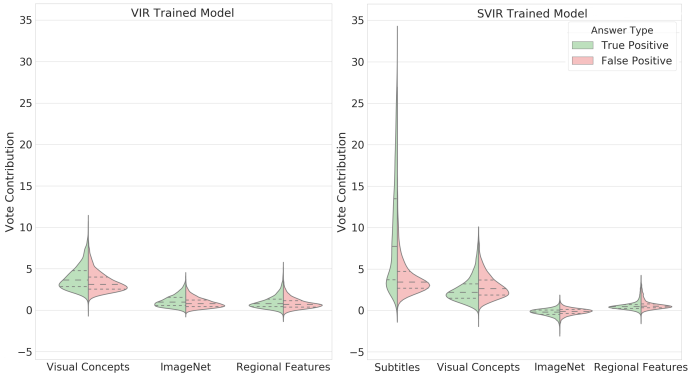 VIR Trained Model
35
30
25
20
15
10
5
0
−5
Vote Contribution
Visual Concepts
ImageNet
Regional Features
SVIR Trained Model
Answer Type
True Positive
False Positive
35
30
25
20
15
10
5
0
−5
Vote Contribution
Subtitles
Visual Concepts
ImageNet
Regional Features